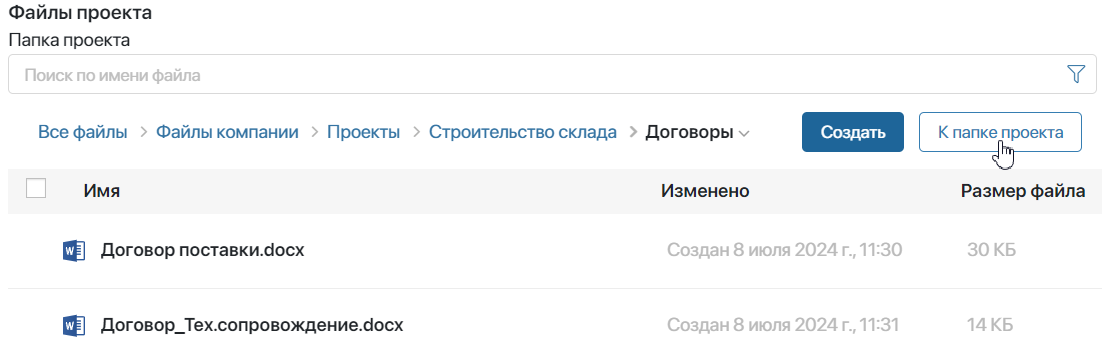 Файлы проекта
Папка проекта
Поиск по имени файла
Все файлы > Файлы компании > Проекты > Строительство склада > Договоры Создать К папке проекта
Имя Изменено Размер файла
Договор поставки.docx Создан 8 июля 2024 г., 11:30 30 КБ
Договор_Тех.сопровождение.docx Создан 8 июля 2024 г., 11:31 14 КБ